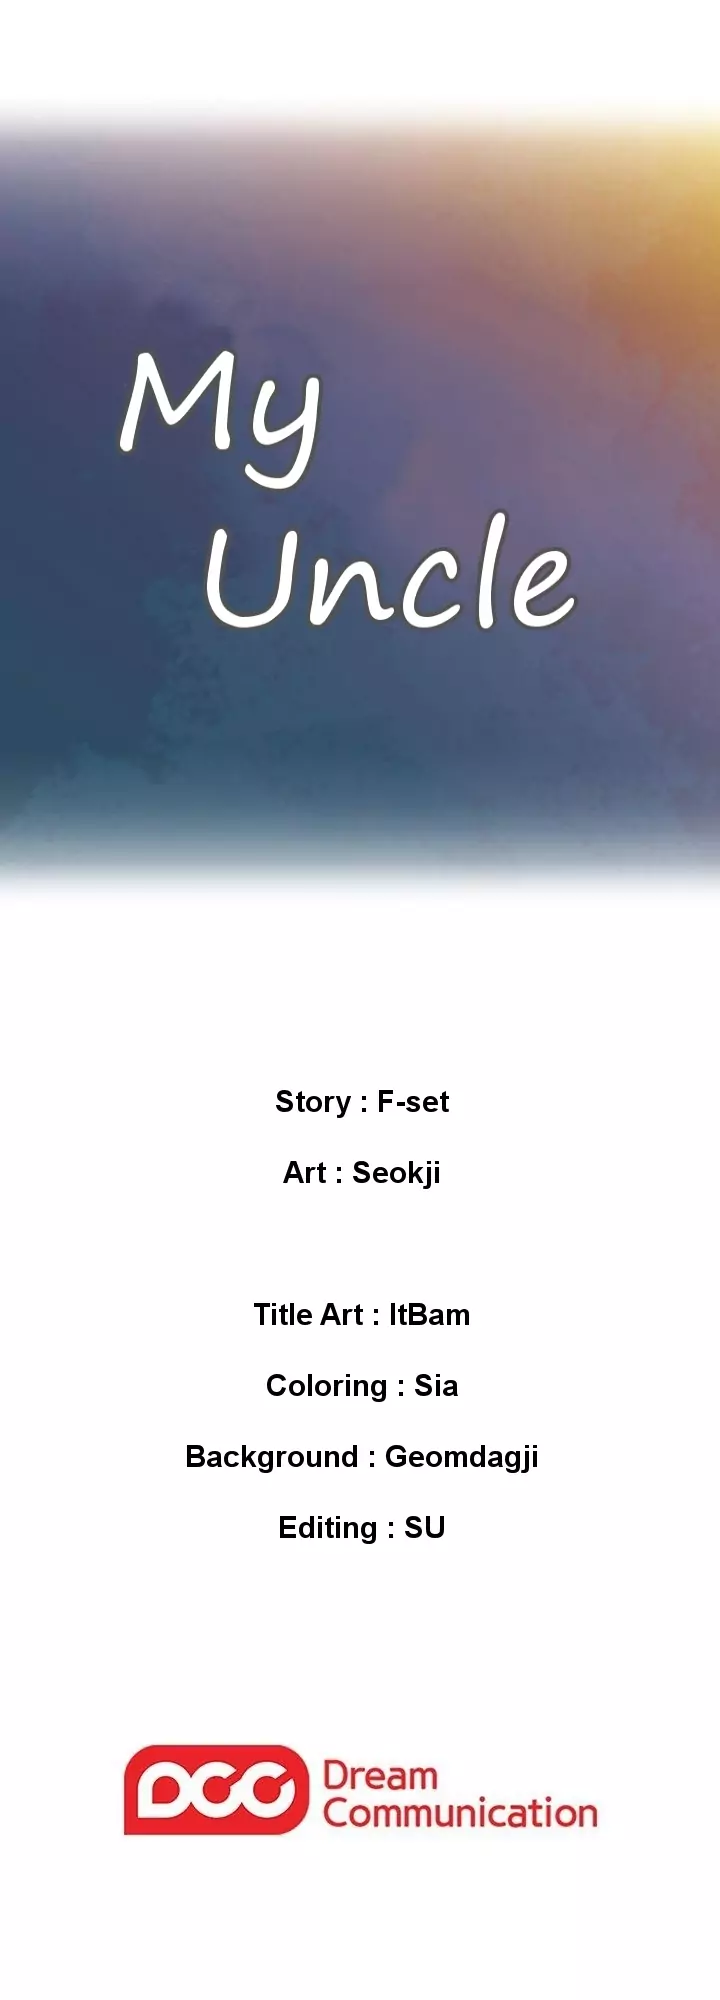 My
Uncle
Story : F-set
Art : Seokji
Title Art : ItBam
Coloring : Sia
Background : Geomdagji
Editing : SU
DCC Dream
Communication